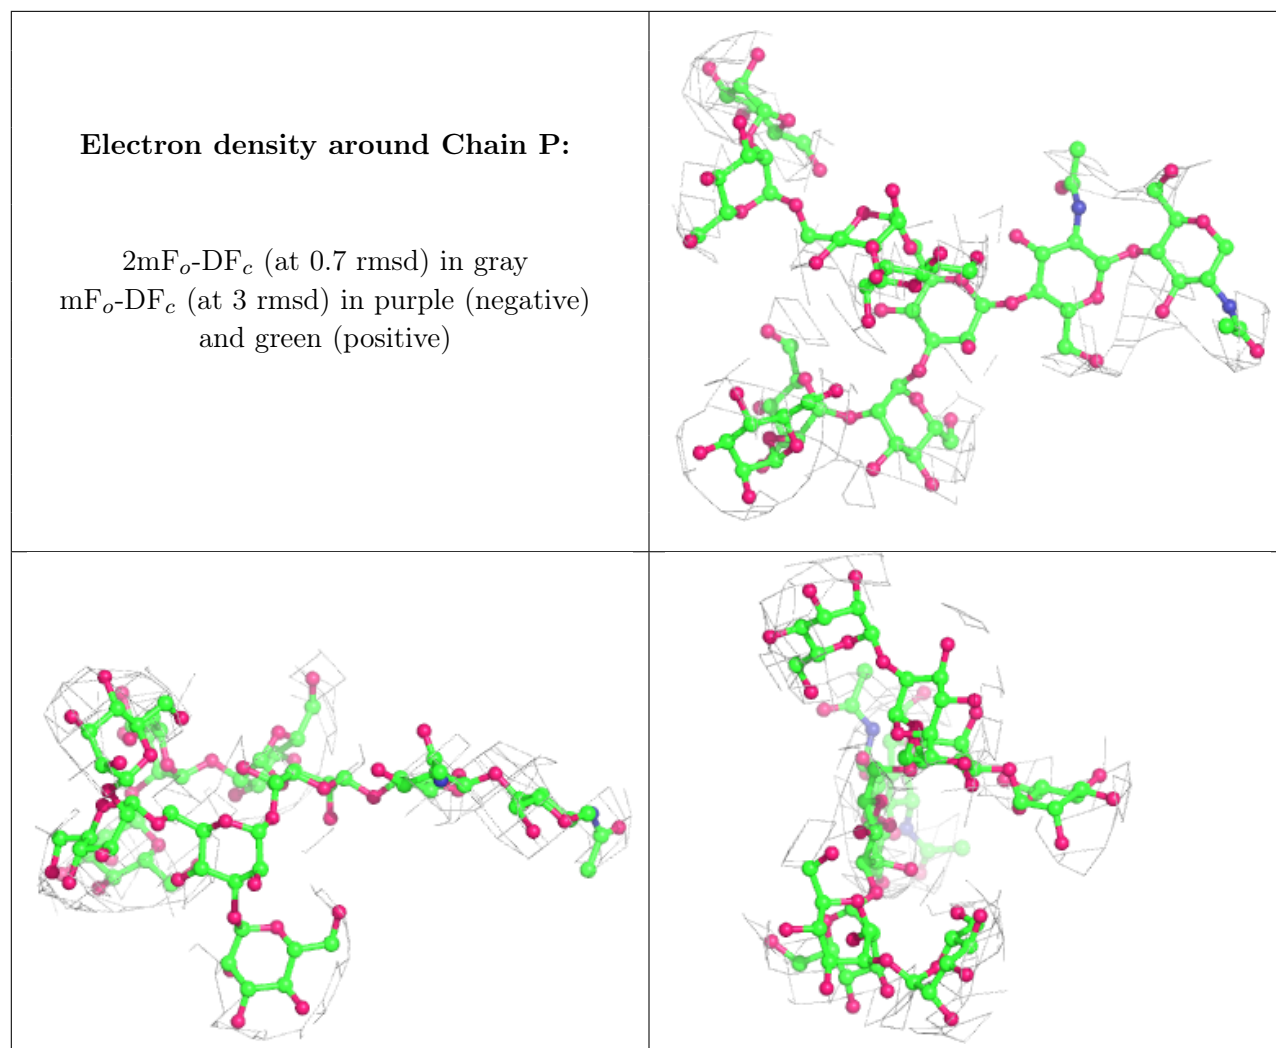 Electron density around Chain P:
2mFₒ-DF𝒸 (at 0.7 rmsd) in gray
mFₒ-DF𝒸 (at 3 rmsd) in purple (negative)
and green (positive)